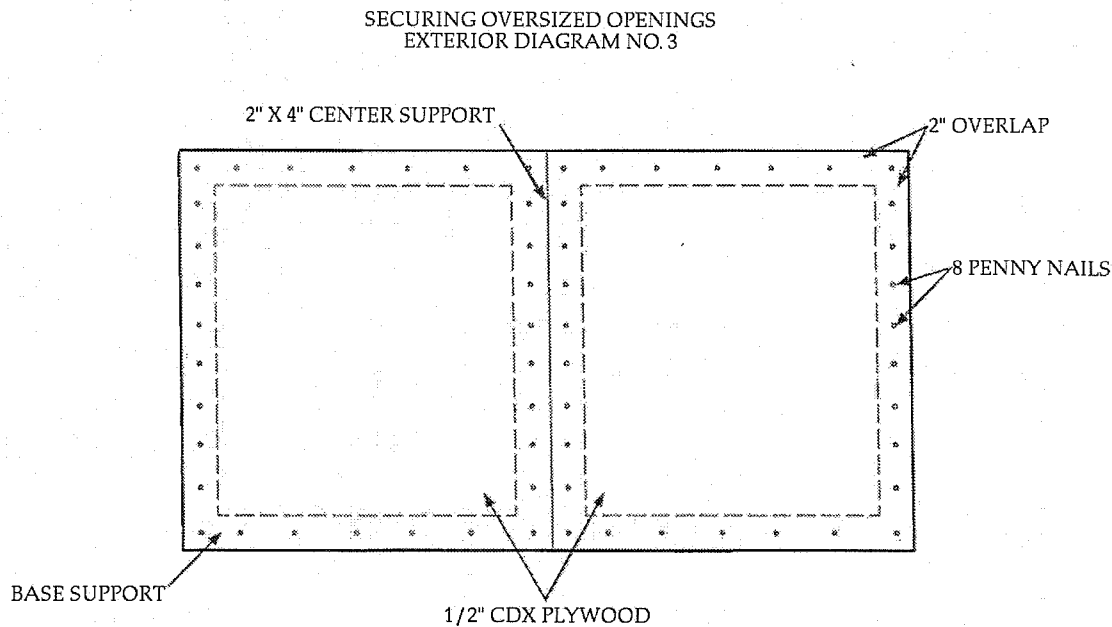 SECURING OVERSIZED OPENINGS
EXTERIOR DIAGRAM NO. 3
2" X 4" CENTER SUPPORT
2" OVERLAP
8 PENNY NAILS
BASE SUPPORT
1/2" CDX PLYWOOD